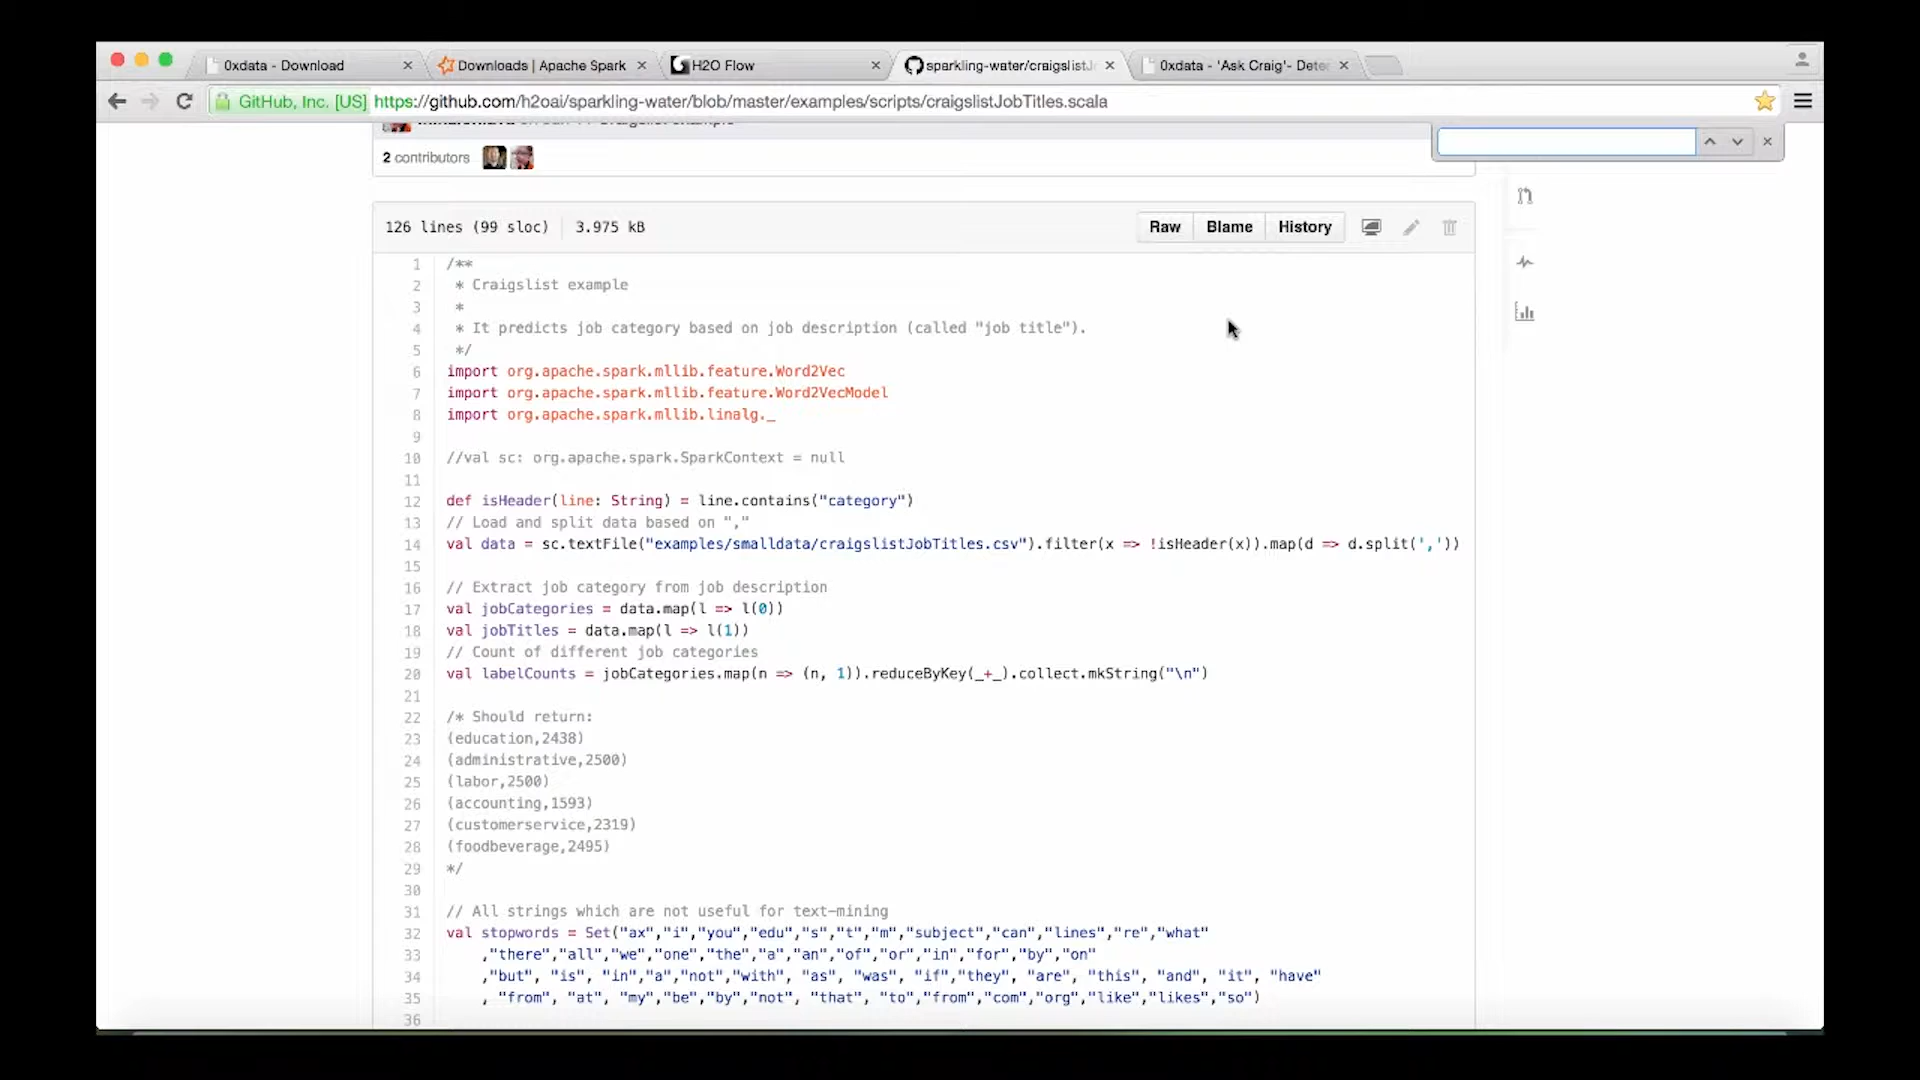 0xdata - Download
Downloads | Apache Spark
H2O Flow
sparkling-water/craigslistJ
0xdata - 'Ask Craig'- Dete
GitHub, Inc. [US] https://github.com/h2oai/sparkling-water/blob/master/examples/scripts/craigslistJobTitles.scala
2 contributors
126 lines (99 sloc) 3.975 kB
Raw Blame History
1 /**
2 * Craigslist example
3 *
4 * It predicts job category based on job description (called "job title").
5 */
6 import org.apache.spark.mllib.feature.Word2Vec
7 import org.apache.spark.mllib.feature.Word2VecModel
8 import org.apache.spark.mllib.linalg._
9
10 //val sc: org.apache.spark.SparkContext = null
11
12 def isHeader(line: String) = line.contains("category")
13 // Load and split data based on ","
14 val data = sc.textFile("examples/smalldata/craigslistJobTitles.csv").filter(x => !isHeader(x)).map(d => d.split(','))
15
16 // Extract job category from job description
17 val jobCategories = data.map(l => l(0))
18 val jobTitles = data.map(l => l(1))
19 // Count of different job categories
20 val labelCounts = jobCategories.map(n => (n, 1)).reduceByKey(_+_).collect.mkString("\n")
21
22 /* Should return:
23 (education,2438)
24 (administrative,2500)
25 (labor,2500)
26 (accounting,1593)
27 (customerservice,2319)
28 (foodbeverage,2495)
29 */
30
31 // All strings which are not useful for text-mining
32 val stopwords = Set("ax","i","you","edu","s","t","m","subject","can","lines","re","what"
33 ,"there","all","we","one","the","a","an","of","or","in","for","by","on"
34 ,"but", "is", "in","a","not","with", "as", "was", "if","they", "are", "this", "and", "it", "have"
35 , "from", "at", "my","be","by","not", "that", "to","from","com","org","like","likes","so")
36